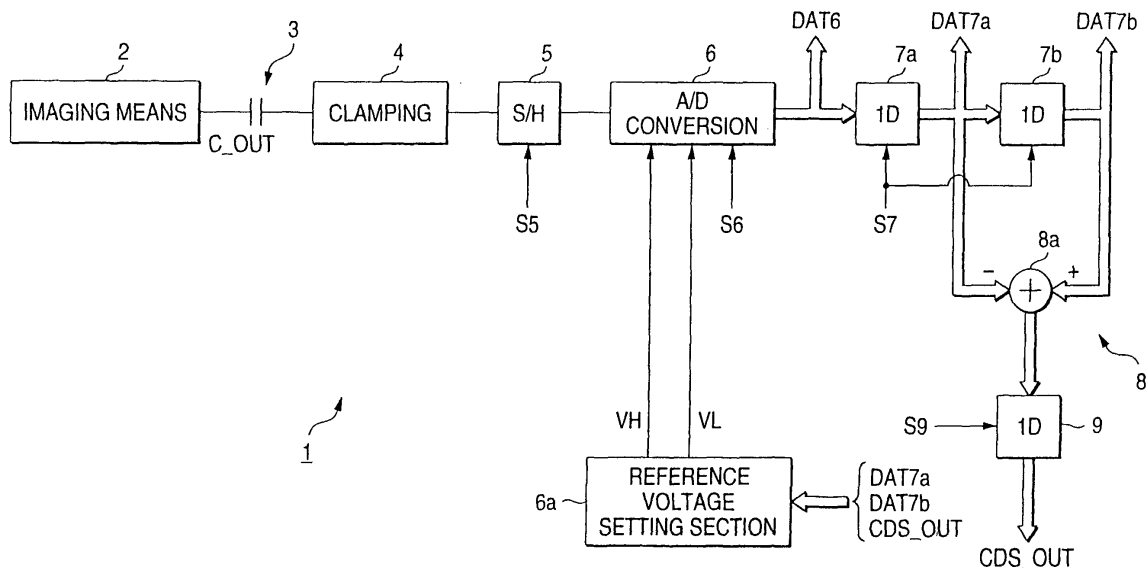 DAT6
DAT7a
DAT7b
2
3
4
5
6
7a
7b
IMAGING MEANS
C_OUT
CLAMPING
S/H
A/D
CONVERSION
1D
1D
S5
S6
S7
8a
−
+
+
8
VH
VL
1
S9
1D
9
6a
REFERENCE
VOLTAGE
SETTING SECTION
DAT7a
DAT7b
CDS_OUT
CDS_OUT